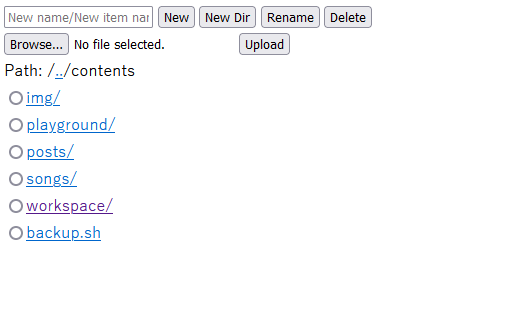 New name/New item nar New New Dir Rename Delete
Browse... No file selected. Upload
Path: /../contents
img/
playground/
posts/
songs/
workspace/
backup.sh